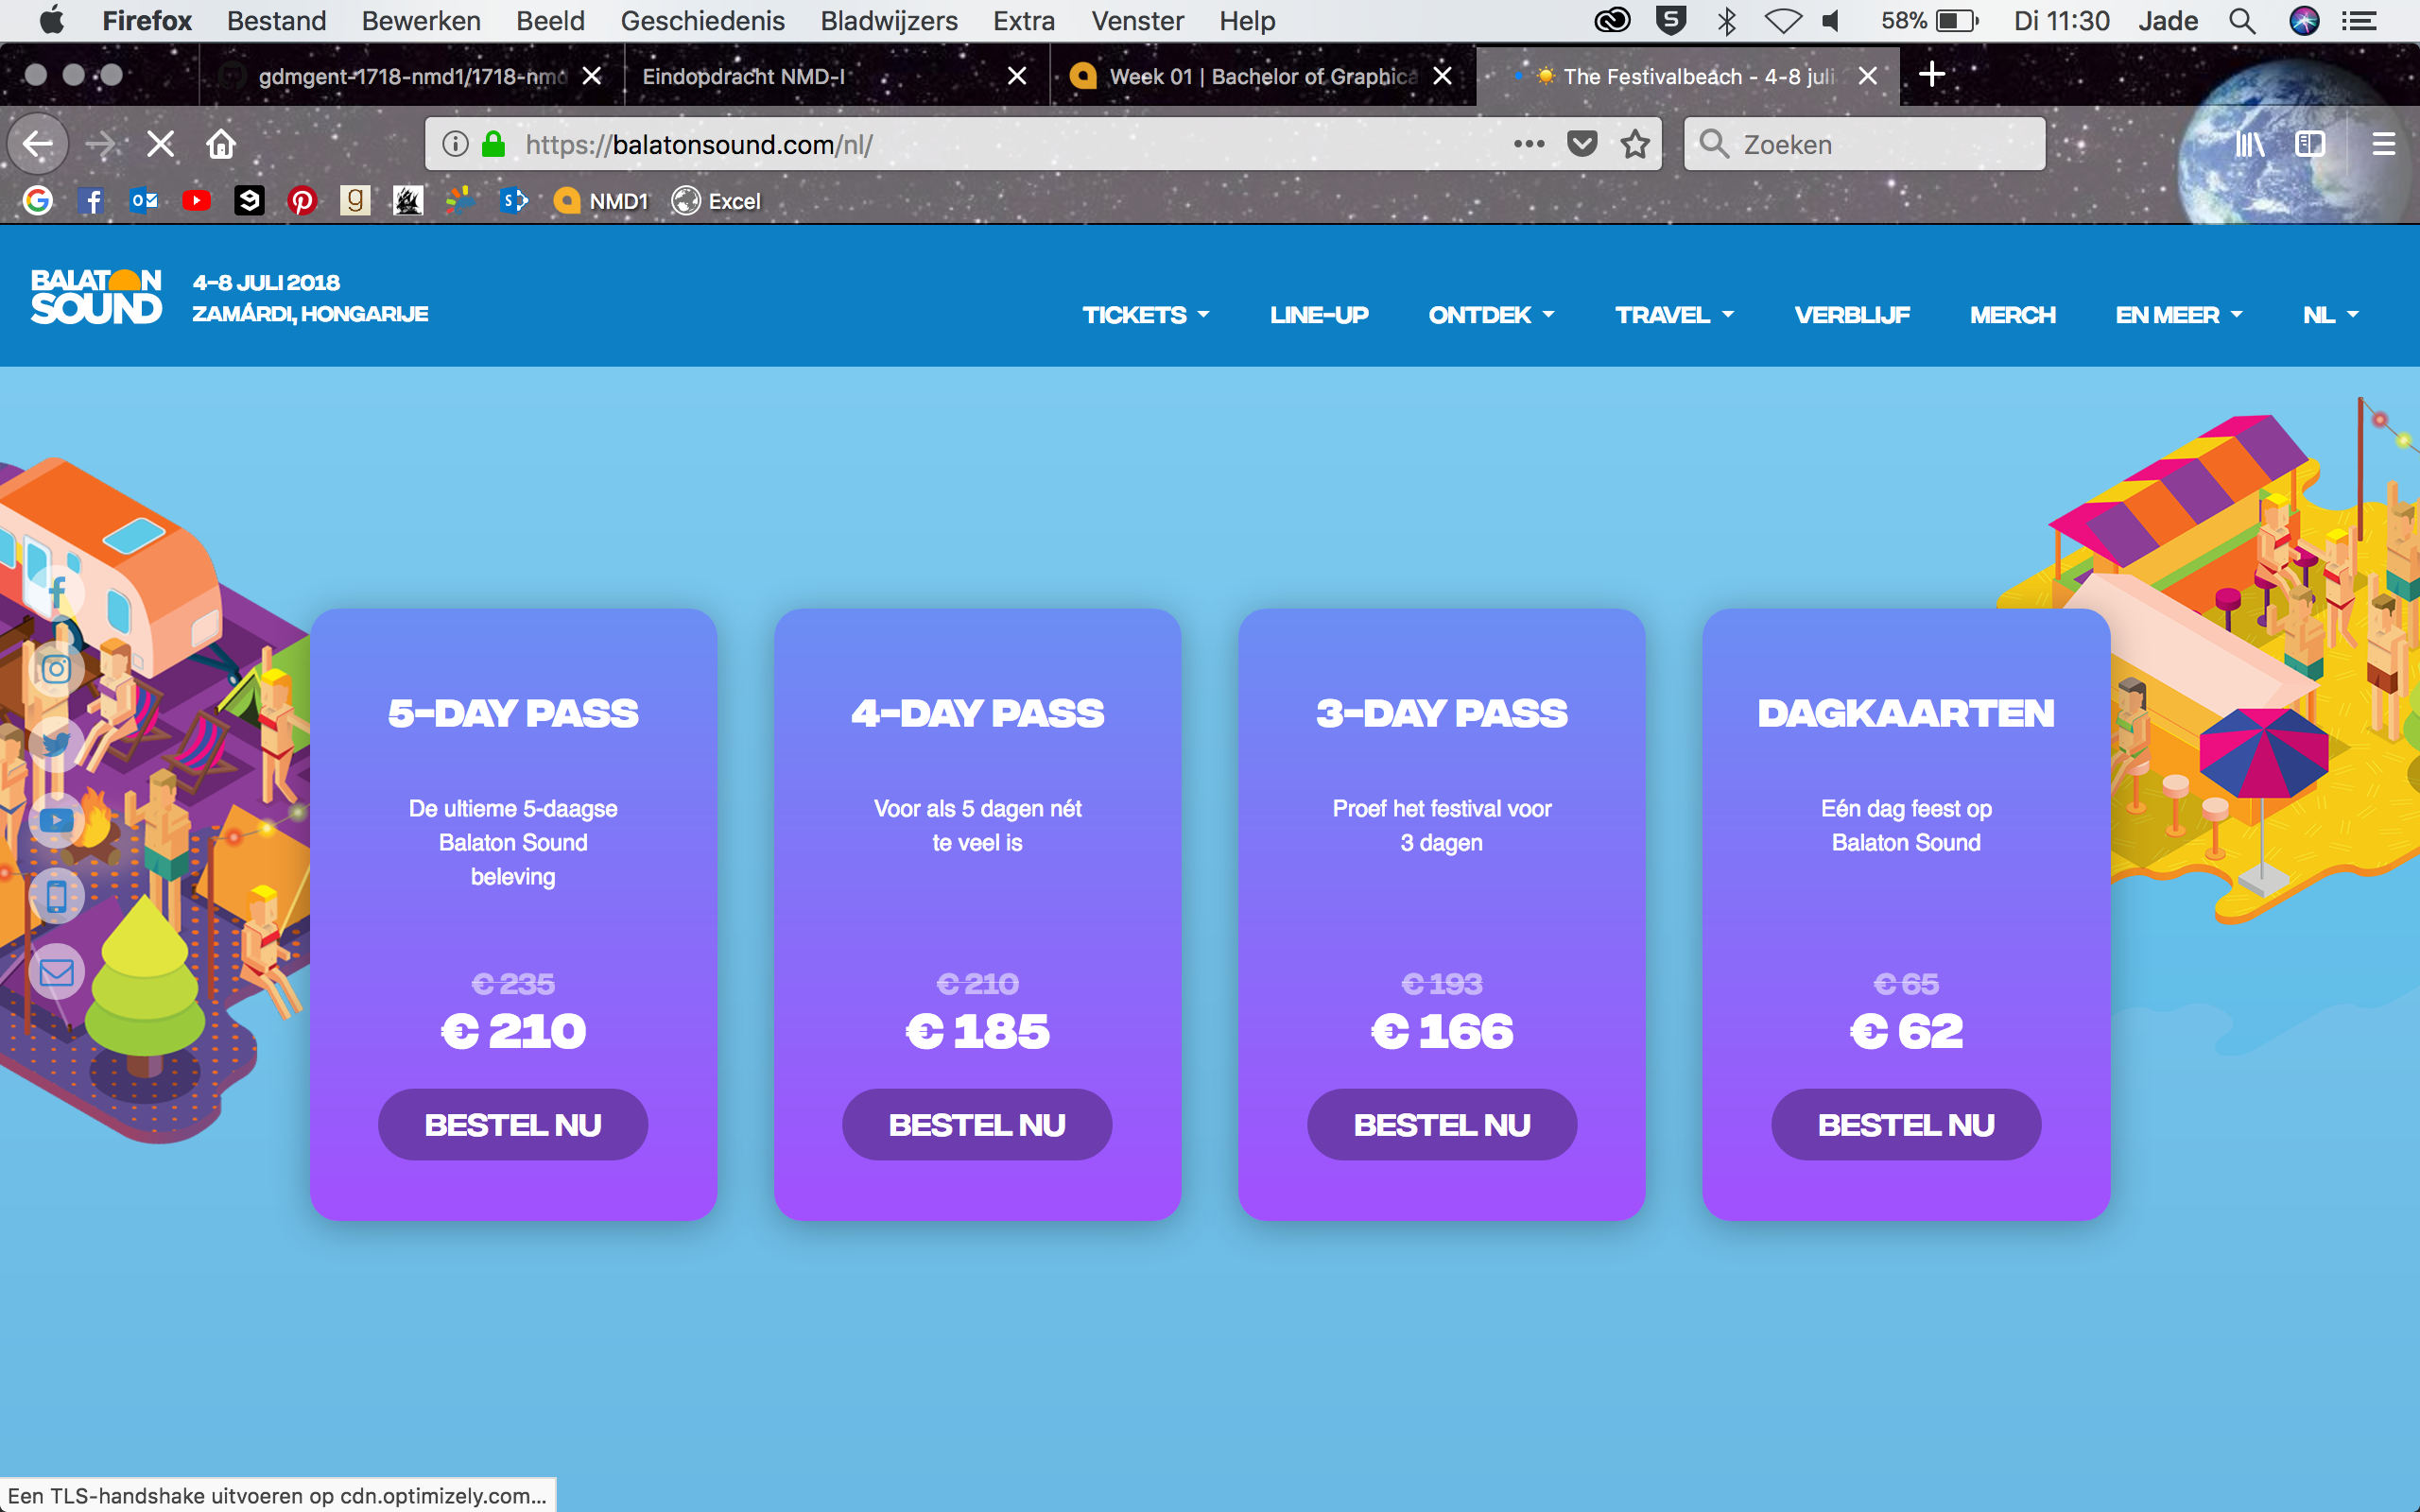 Firefox Bestand Bewerken Beeld Geschiedenis Bladwijzers Extra Venster Help 58% Di 11:30 Jade
gdmgent-1718-nmd1/1718-nmd Eindopdracht NMD-I Week 01 | Bachelor of Graphica The Festivalbeach - 4-8 juli
https://balatonsound.com/nl/ Zoeken
NMD1 Excel
BALATON
SOUND
4-8 JULI 2018
ZAMÁRDI, HONGARIJE
TICKETS LINE-UP ONTDEK TRAVEL VERBLIJF MERCH EN MEER NL
5-DAY PASS
De ultieme 5-daagse
Balaton Sound
beleving
€ 235
€ 210
BESTEL NU
4-DAY PASS
Voor als 5 dagen nét
te veel is
€ 210
€ 185
BESTEL NU
3-DAY PASS
Proef het festival voor
3 dagen
€ 193
€ 166
BESTEL NU
DAGKAARTEN
Eén dag feest op
Balaton Sound
€ 65
€ 62
BESTEL NU
Een TLS-handshake uitvoeren op cdn.optimizely.com...